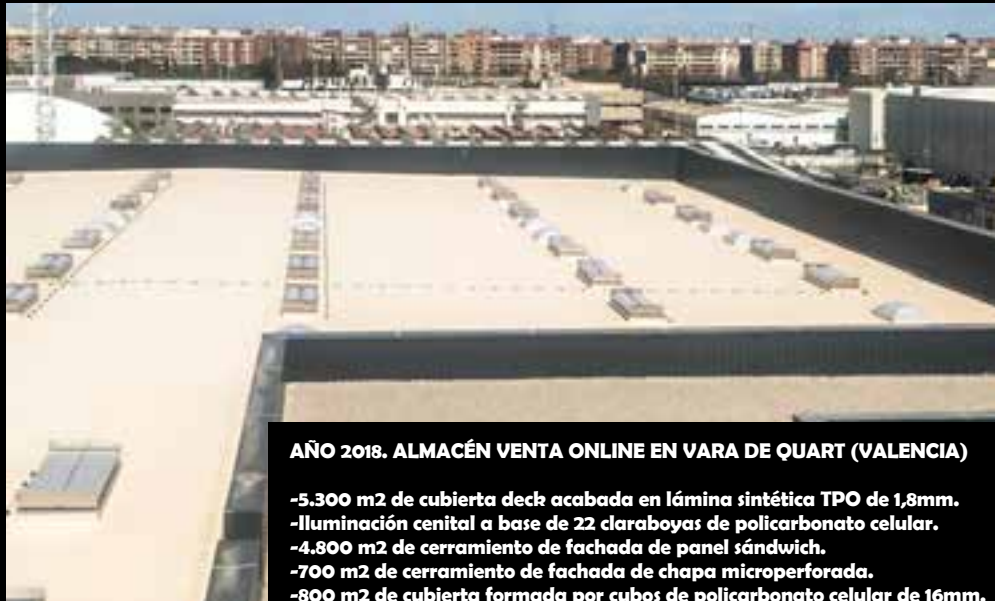 AÑO 2018. ALMACÉN VENTA ONLINE EN VARA DE QUART (VALENCIA)
-5.300 m2 de cubierta deck acabada en lámina sintética TPO de 1,8mm.
-Iluminación cenital a base de 22 claraboyas de policarbonato celular.
-4.800 m2 de cerramiento de fachada de panel sándwich.
-700 m2 de cerramiento de fachada de chapa microperforada.
-800 m2 de cubierta formada por cubos de policarbonato celular de 16mm.